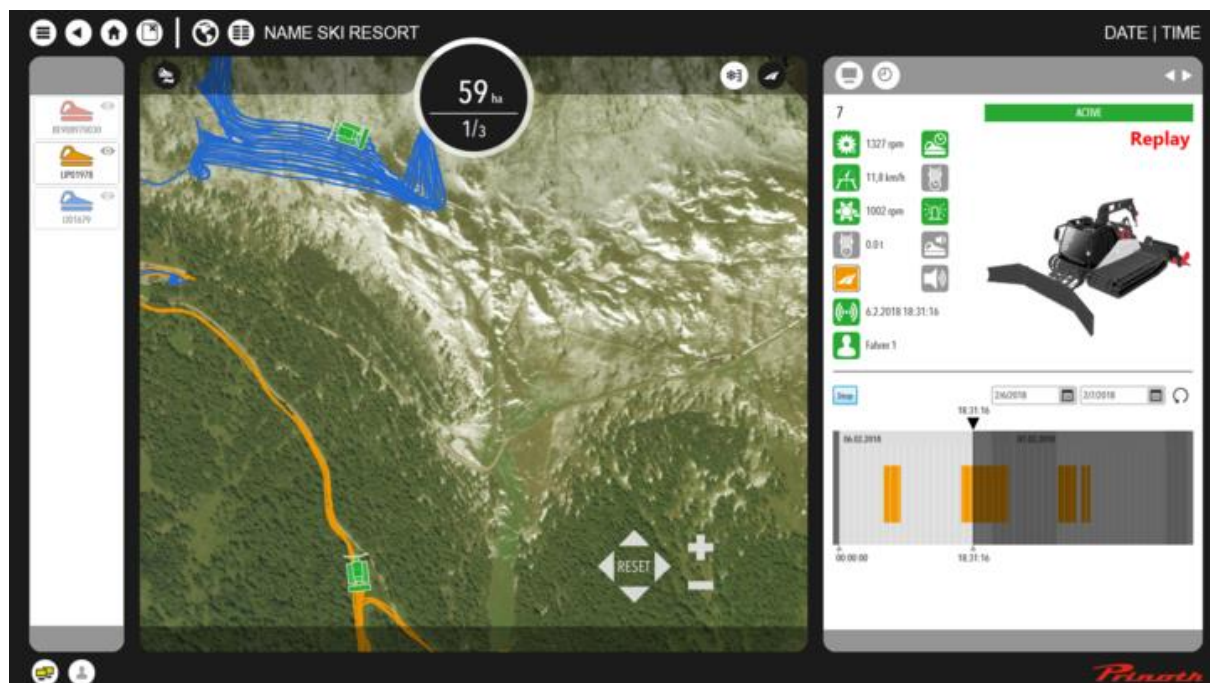 NAME SKI RESORT
DATE | TIME
59 ha
1/3
LIP01978
RESET
7
ACTIVE
Replay
1327 rpm
11,8 km/h
1002 rpm
0.0 t
6.2.2018 18:31:16
Fahrer 1
Stop
2/6/2018
2/7/2018
18:31:16
06.02.2018
07.02.2018
00:00:00
18:31:16
Prinoth